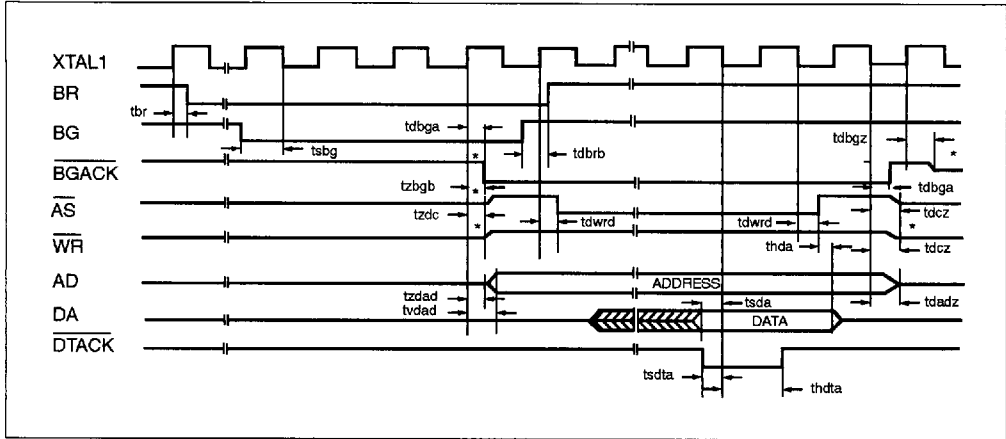 XTAL1
BR
tbr
BG
tdbga
tdbgz
*
tsbg
*
tdbrb
BGACK
tzbgb
*
tdbga
AS
tzdc
*
tdwrd
tdwrd
tdcz
*
WR
thda
tdcz
AD
ADDRESS
tzdad
tsda
tdadz
DA
tvdad
DATA
DTACK
tsdta
thdta